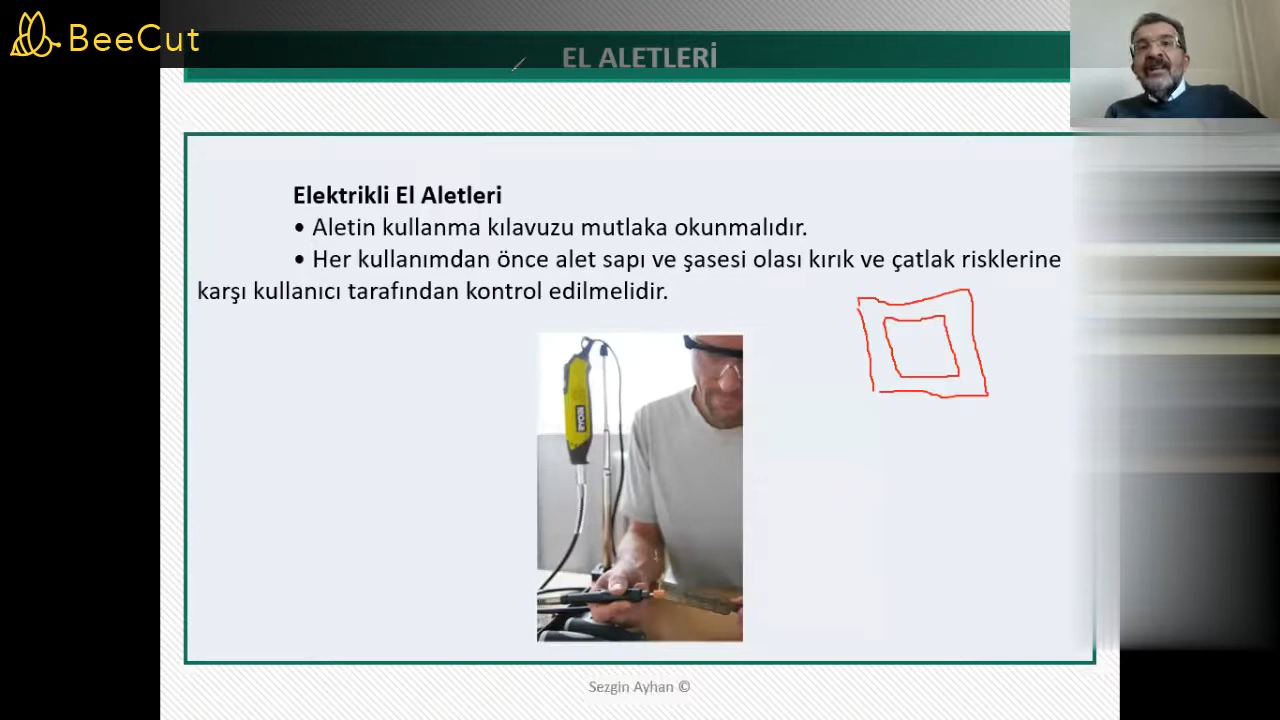 BeeCut
EL ALETLERİ
Elektrikli El Aletleri
• Aletin kullanma kılavuzu mutlaka okunmalıdır.
• Her kullanımdan önce alet sapı ve şasesi olası kırık ve çatlak risklerine
karşı kullanıcı tarafından kontrol edilmelidir.
RYOBI
Sezgin Ayhan ©